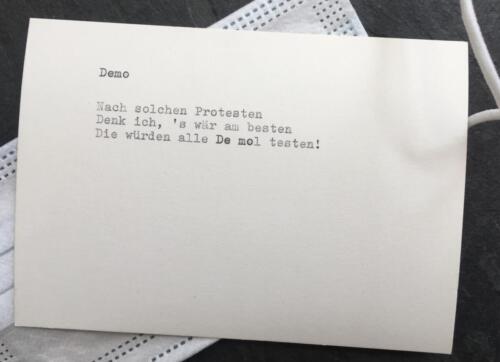 Demo
Nach solchen Protesten
Denk ich, 's wär am besten
Die würden alle De mol testen!